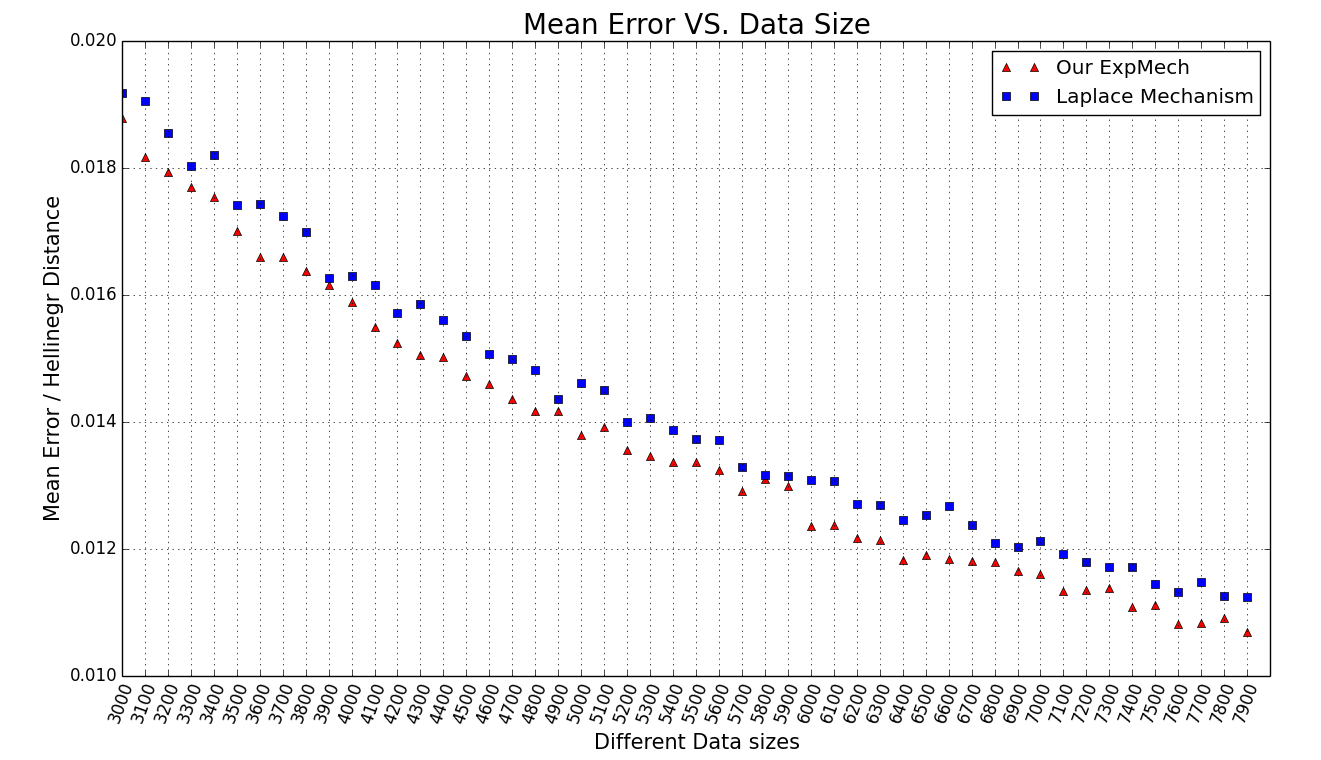 Mean Error VS. Data Size
Our ExpMech
Laplace Mechanism
Mean Error / Hellinegr Distance
0.020
0.018
0.016
0.014
0.012
0.010
3000 3100 3200 3300 3400 3500 3600 3700 3800 3900 4000 4100 4200 4300 4400 4500 4600 4700 4800 4900 5000 5100 5200 5300 5400 5500 5600 5700 5800 5900 6000 6100 6200 6300 6400 6500 6600 6700 6800 6900 7000 7100 7200 7300 7400 7500 7600 7700 7800 7900
Different Data sizes